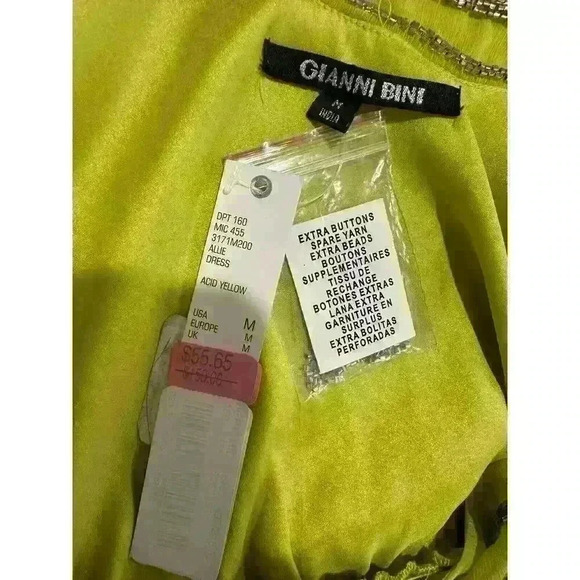 GIANNI BINI
M
INDIA
DPT 160
MIC 455
3171M200
ALLIE
DRESS
ACID YELLOW
USA M
EUROPE M
UK M
$55.65
EXTRA BUTTONS
SPARE YARN
EXTRA BEADS
BOUTONS
SUPPLEMENTAIRES
TISSU DE
RECHANGE
BOTONES EXTRAS
LANA EXTRA
GARNITURE EN
SURPLUS
EXTRA BOLITAS
PERFORADAS